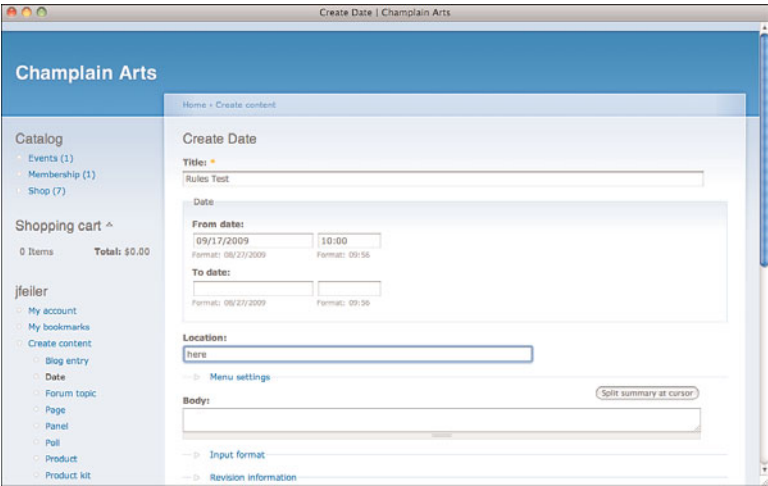 Create Date | Champlain Arts
Champlain Arts
Home » Create content
Catalog
Events (1)
Membership (1)
Shop (7)
Shopping cart ^
0 Items Total: $0.00
jfeiler
My account
My bookmarks
Create content
Blog entry
Date
Forum topic
Page
Panel
Poll
Product
Product kit
Create Date
Title: *
Rules Test
Date
From date:
09/17/2009 10:00
Format: 08/27/2009 Format: 09:56
To date:
Format: 08/27/2009 Format: 09:56
Location:
here
Menu settings
Split summary at cursor
Body:
Input format
Revision information